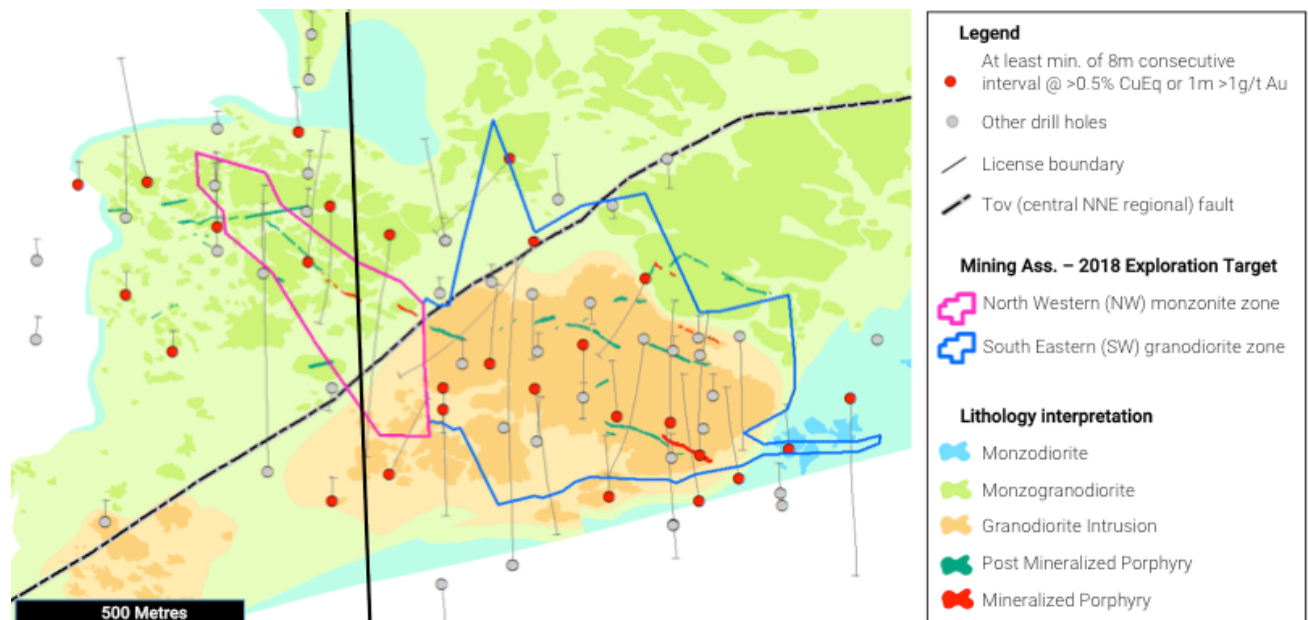 Legend
At least min. of 8m consecutive
interval @ >0.5% CuEq or 1m >1g/t Au
Other drill holes
License boundary
Tov (central NNE regional) fault
Mining Ass. – 2018 Exploration Target
North Western (NW) monzonite zone
South Eastern (SW) granodiorite zone
Lithology interpretation
Monzodiorite
Monzogranodiorite
Granodiorite Intrusion
Post Mineralized Porphyry
Mineralized Porphyry
500 Metres